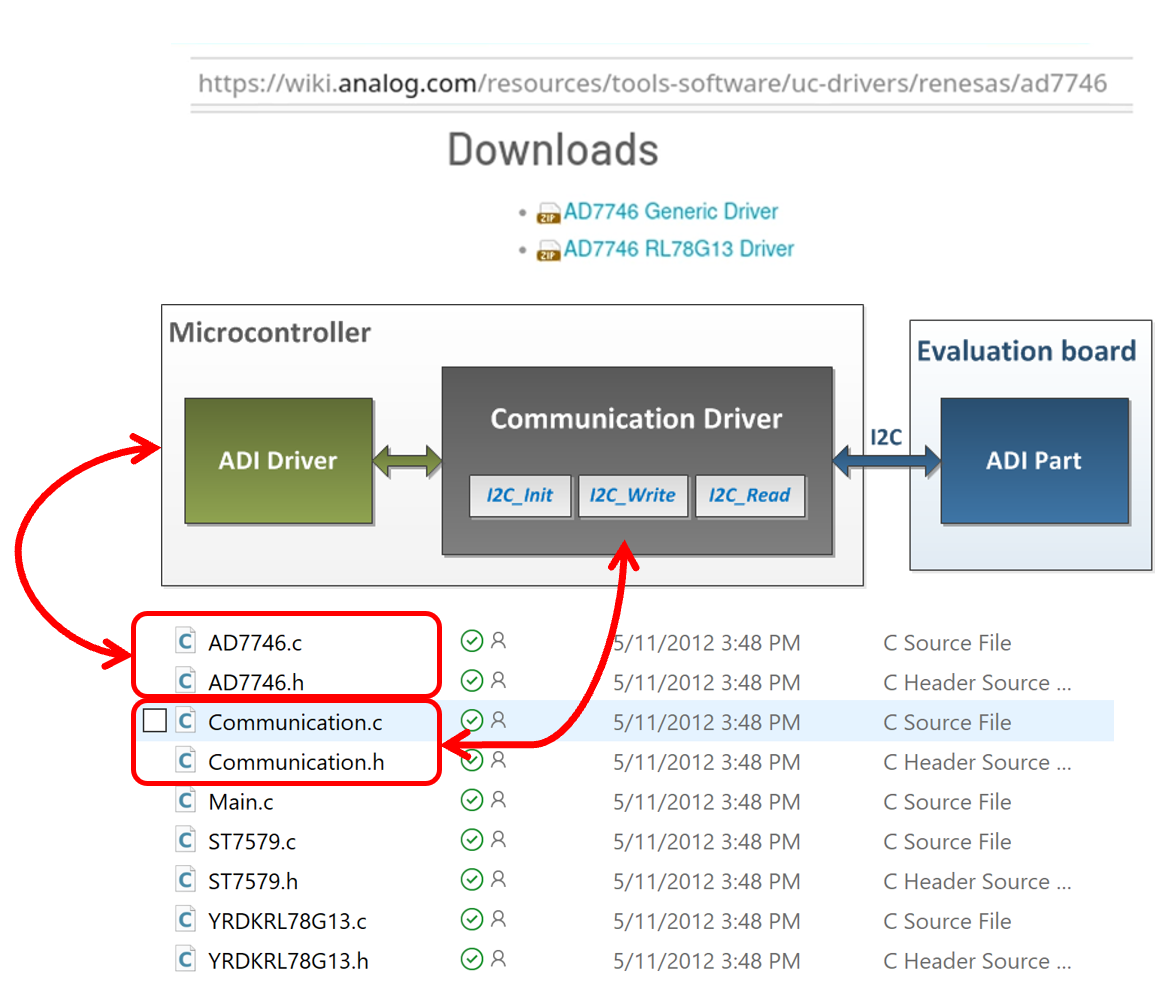 https://wiki.analog.com/resources/tools-software/uc-drivers/renesas/ad7746
Downloads
ZIP AD7746 Generic Driver
ZIP AD7746 RL78G13 Driver
Microcontroller
Evaluation board
ADI Driver
Communication Driver
I2C_Init I2C_Write I2C_Read
I2C
ADI Part
C AD7746.c 5/11/2012 3:48 PM C Source File
C AD7746.h 5/11/2012 3:48 PM C Header Source ...
C Communication.c 5/11/2012 3:48 PM C Source File
C Communication.h 5/11/2012 3:48 PM C Header Source ...
C Main.c 5/11/2012 3:48 PM C Source File
C ST7579.c 5/11/2012 3:48 PM C Source File
C ST7579.h 5/11/2012 3:48 PM C Header Source ...
C YRDKRL78G13.c 5/11/2012 3:48 PM C Source File
C YRDKRL78G13.h 5/11/2012 3:48 PM C Header Source ...